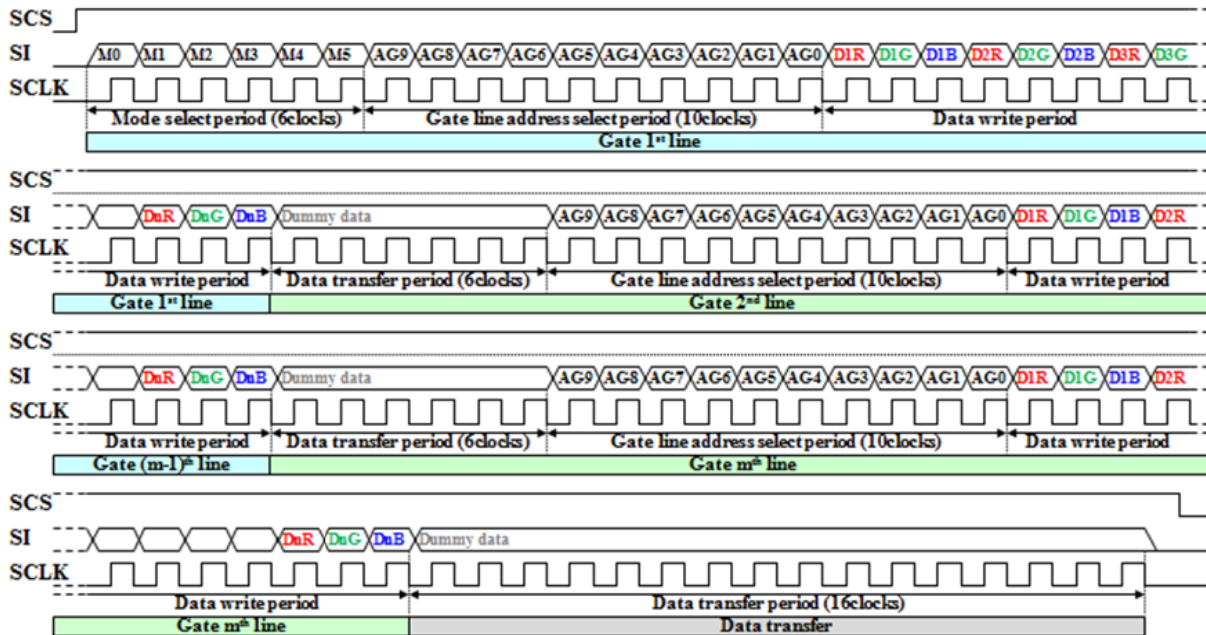 SCS
SI M0 M1 M2 M3 M4 M5 AG9 AG8 AG7 AG6 AG5 AG4 AG3 AG2 AG1 AG0 D1R D1G D1B D2R D2G D2B D3R D3G
SCLK
Mode select period (6clocks) Gate line address select period (10clocks) Data write period
Gate 1st line
SCS
SI DnR DnG DnB Dummy data AG9 AG8 AG7 AG6 AG5 AG4 AG3 AG2 AG1 AG0 D1R D1G D1B D2R
SCLK
Data write period Data transfer period (6clocks) Gate line address select period (10clocks) Data write period
Gate 1st line Gate 2nd line
SCS
SI DnR DnG DnB Dummy data AG9 AG8 AG7 AG6 AG5 AG4 AG3 AG2 AG1 AG0 D1R D1G D1B D2R
SCLK
Data write period Data transfer period (6clocks) Gate line address select period (10clocks) Data write period
Gate (m-1)th line Gate mth line
SCS
SI DnR DnG DnB Dummy data
SCLK
Data write period Data transfer period (16clocks)
Gate mth line Data transfer